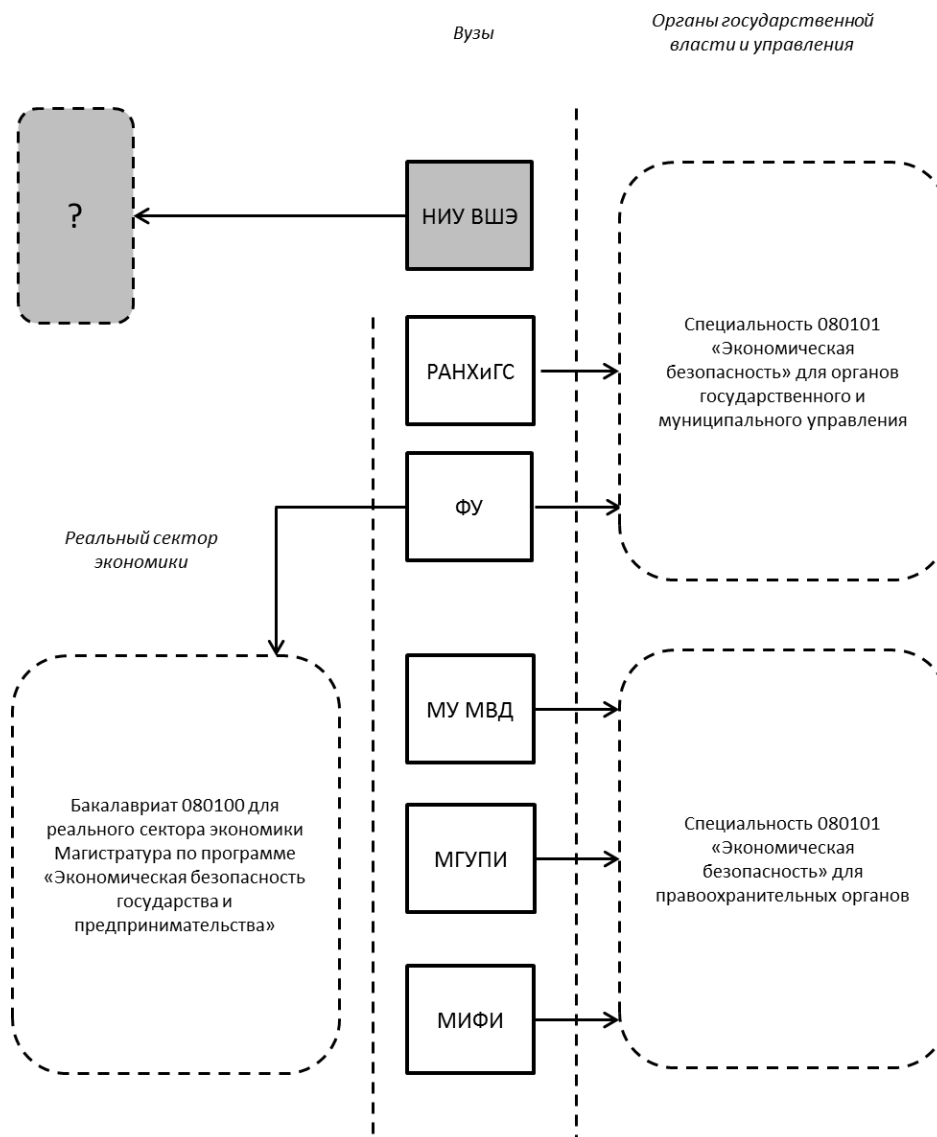 Вузы
Органы государственной
власти и управления
?
НИУ ВШЭ
РАНХиГС
Специальность 080101
«Экономическая
безопасность» для органов
государственного и
муниципального управления
ФУ
Реальный сектор
экономики
МУ МВД
Бакалавриат 080100 для
реального сектора экономики
Магистратура по программе
«Экономическая безопасность
государства и
предпринимательства»
МГУПИ
Специальность 080101
«Экономическая
безопасность» для
правоохранительных органов
МИФИ